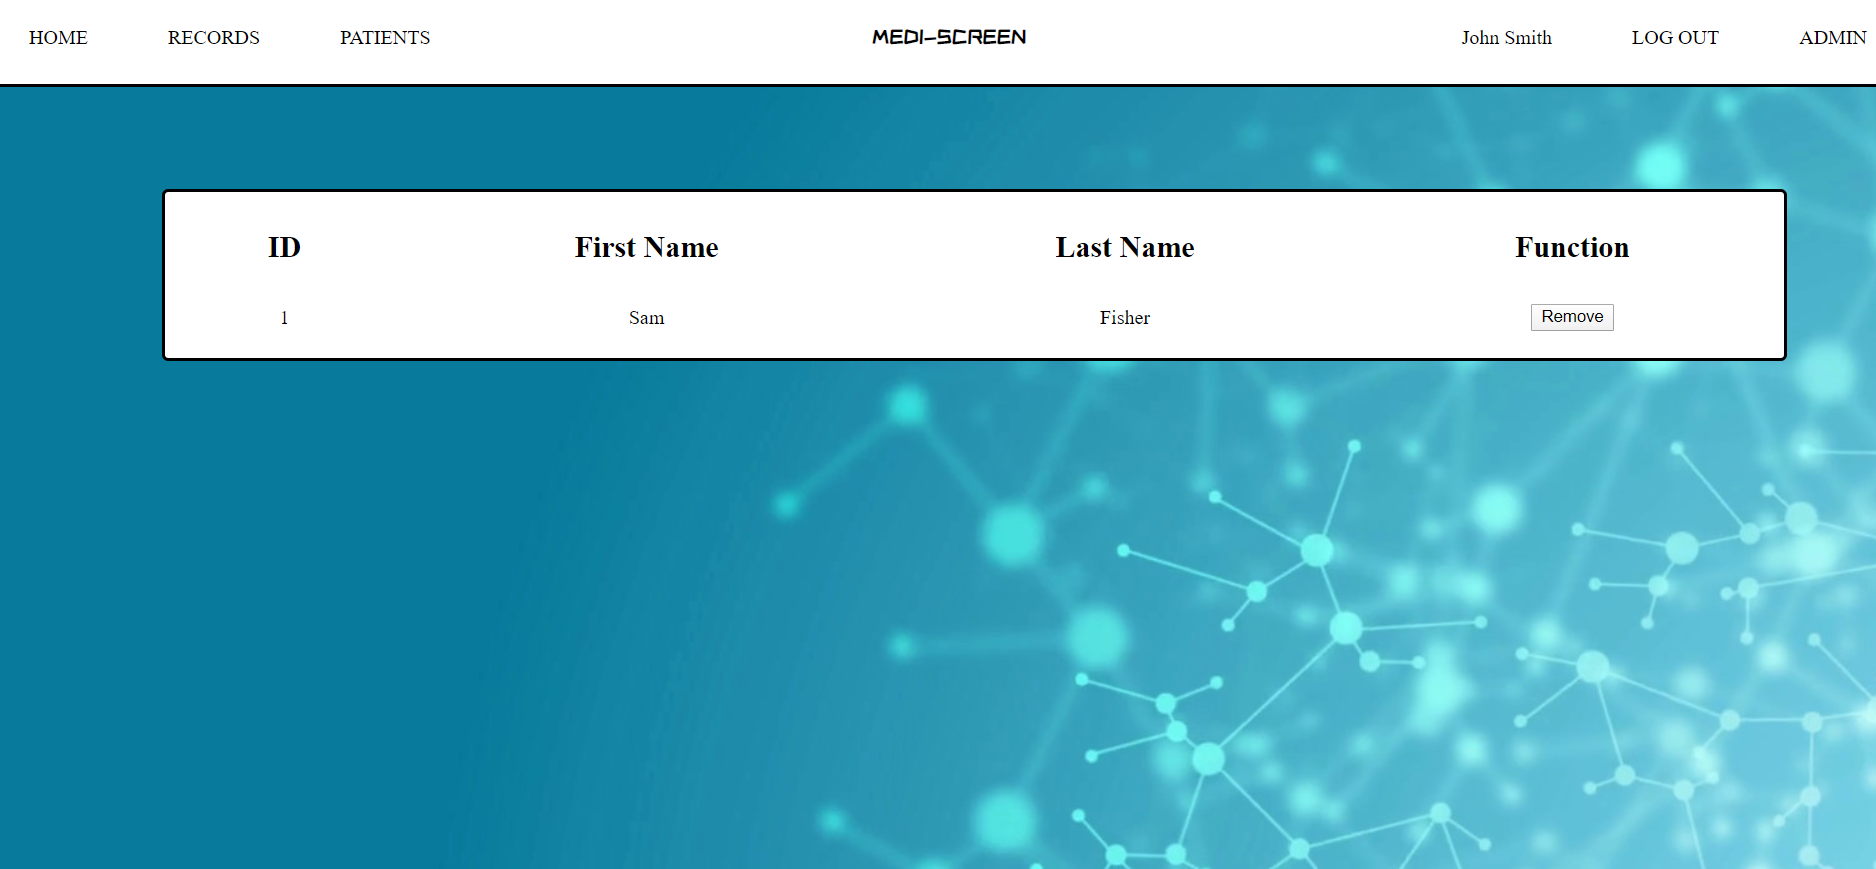 HOME RECORDS PATIENTS MEDI-SCREEN John Smith LOG OUT ADMIN
ID First Name Last Name Function
1 Sam Fisher Remove